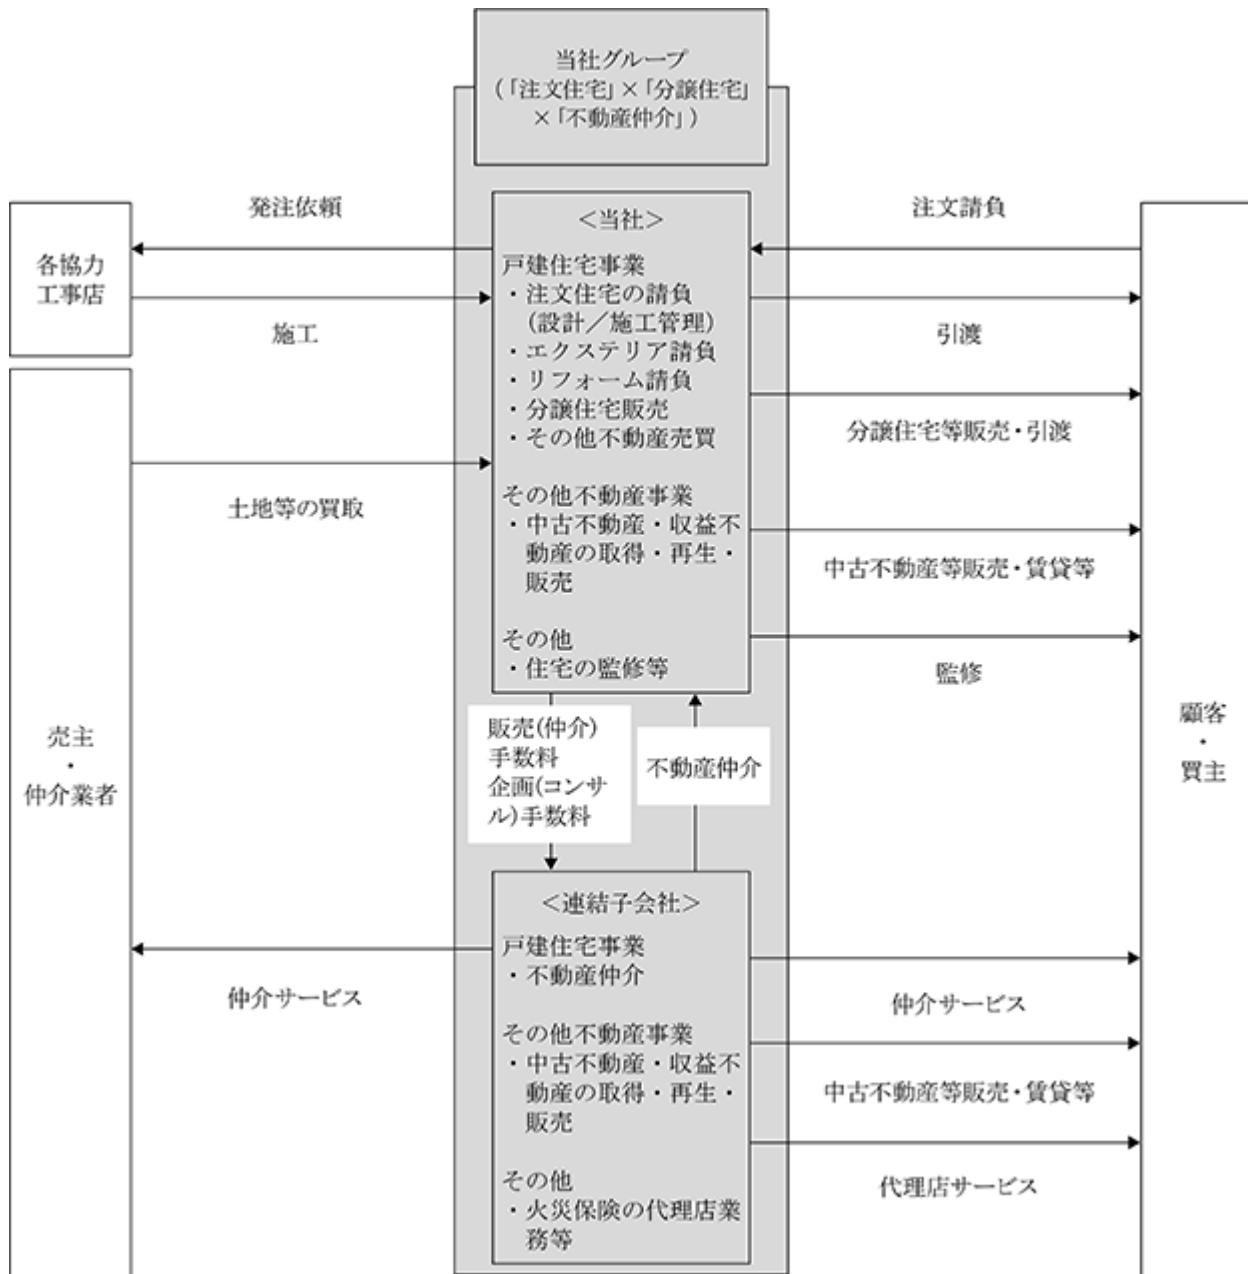 当社グループ
(「注文住宅」×「分譲住宅」
×「不動産仲介」)
発注依頼
注文請負
各協力
工事店
施工
引渡
分譲住宅等販売・引渡
土地等の買取
中古不動産等販売・賃貸等
監修
<当社>
戸建住宅事業
・注文住宅の請負
(設計/施工管理)
・エクステリア請負
・リフォーム請負
・分譲住宅販売
・その他不動産売買
その他不動産事業
・中古不動産・収益不
動産の取得・再生・
販売
その他
・住宅の監修等
売主
・
仲介業者
顧客
・
買主
販売(仲介)
手数料
企画(コンサ
ル)手数料
不動産仲介
<連結子会社>
戸建住宅事業
・不動産仲介
その他不動産事業
・中古不動産・収益不
動産の取得・再生・
販売
その他
・火災保険の代理店業
務等
仲介サービス
仲介サービス
中古不動産等販売・賃貸等
代理店サービス